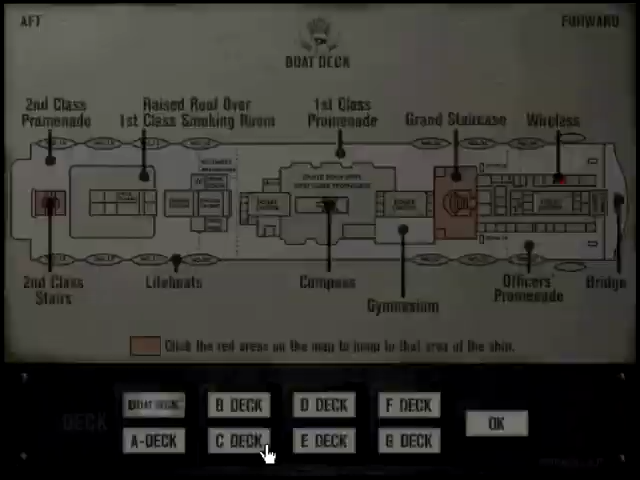 AFT
FORWARD
BOAT DECK
2nd Class
Promenade
Raised Roof Over
1st Class Smoking Room
1st Class
Promenade
Grand Staircase
Wireless
2nd Class
Stairs
Lifeboats
Compass
Gymnasium
Officers'
Promenade
Bridge
Click the red areas on the map to jump to that area of the ship.
DECK
BOAT DECK
B DECK
D DECK
F DECK
A-DECK
C DECK
E DECK
G DECK
OK